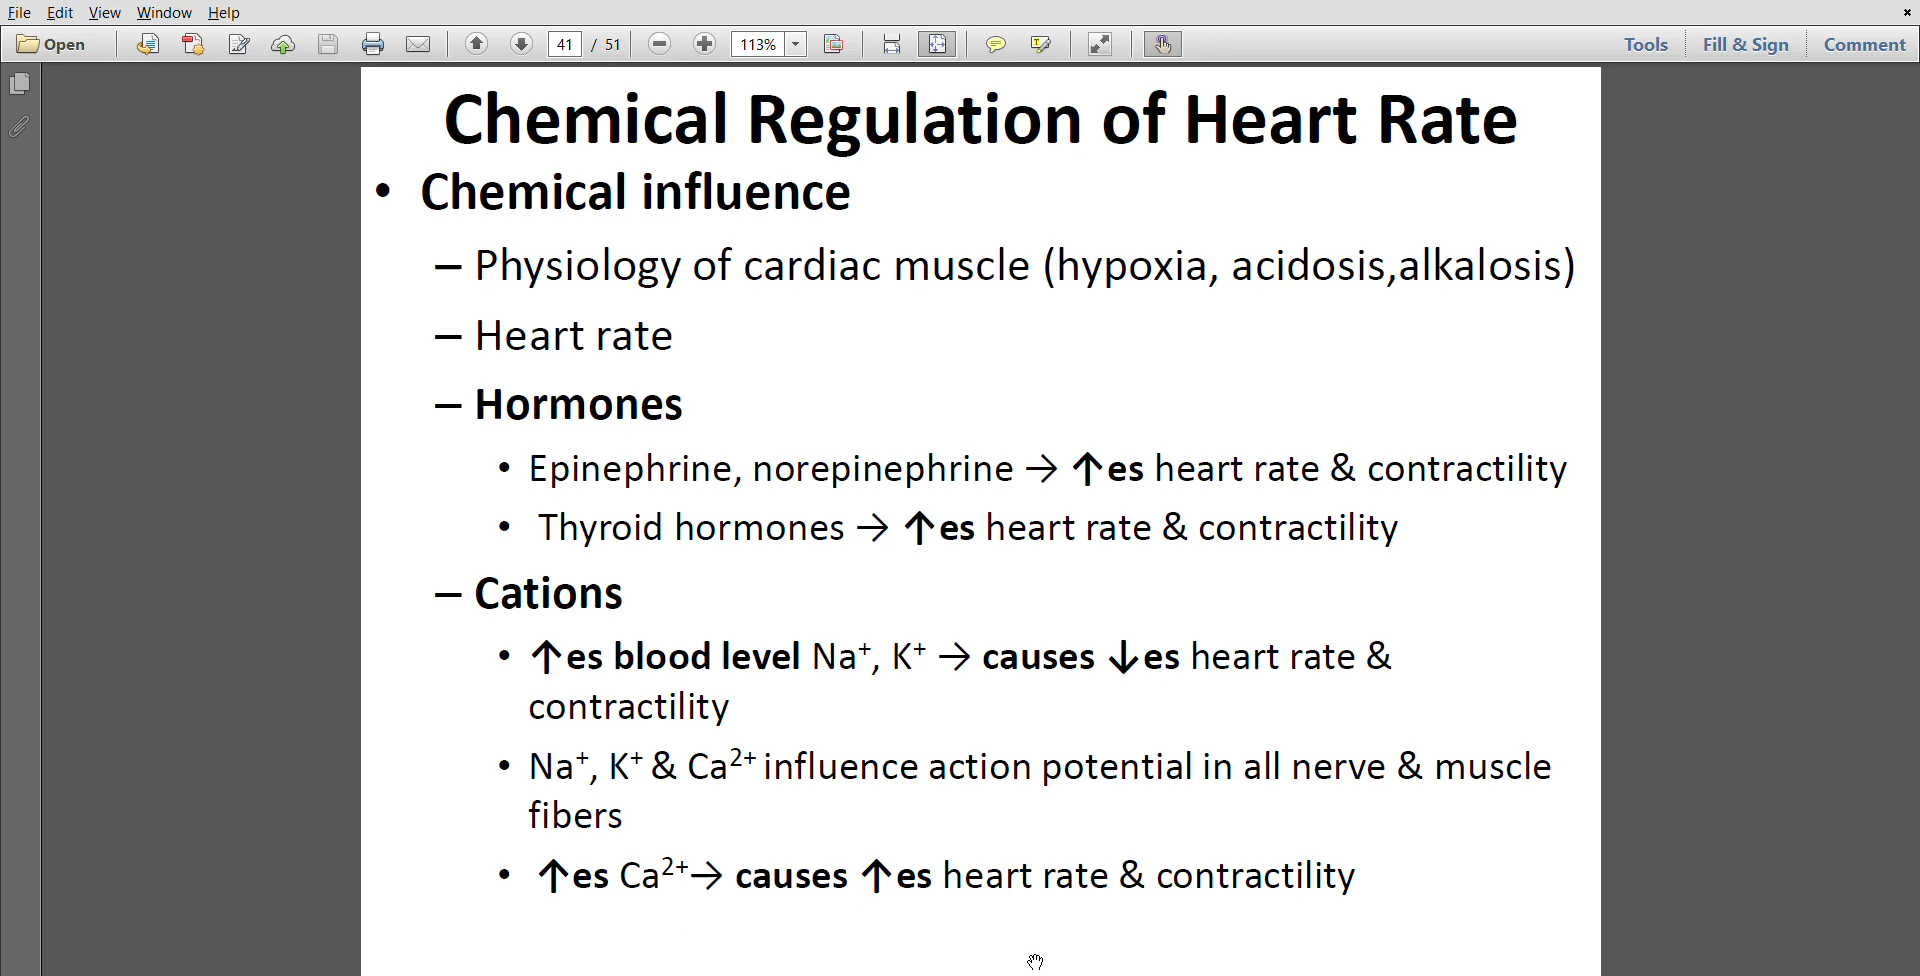 File Edit View Window Help
Open 41 / 51 113% Tools Fill & Sign Comment
Chemical Regulation of Heart Rate
• Chemical influence
– Physiology of cardiac muscle (hypoxia, acidosis,alkalosis)
– Heart rate
– Hormones
• Epinephrine, norepinephrine → ↑es heart rate & contractility
• Thyroid hormones → ↑es heart rate & contractility
– Cations
• ↑es blood level Na⁺, K⁺ → causes ↓es heart rate &
contractility
• Na⁺, K⁺ & Ca²⁺ influence action potential in all nerve & muscle
fibers
• ↑es Ca²⁺→ causes ↑es heart rate & contractility